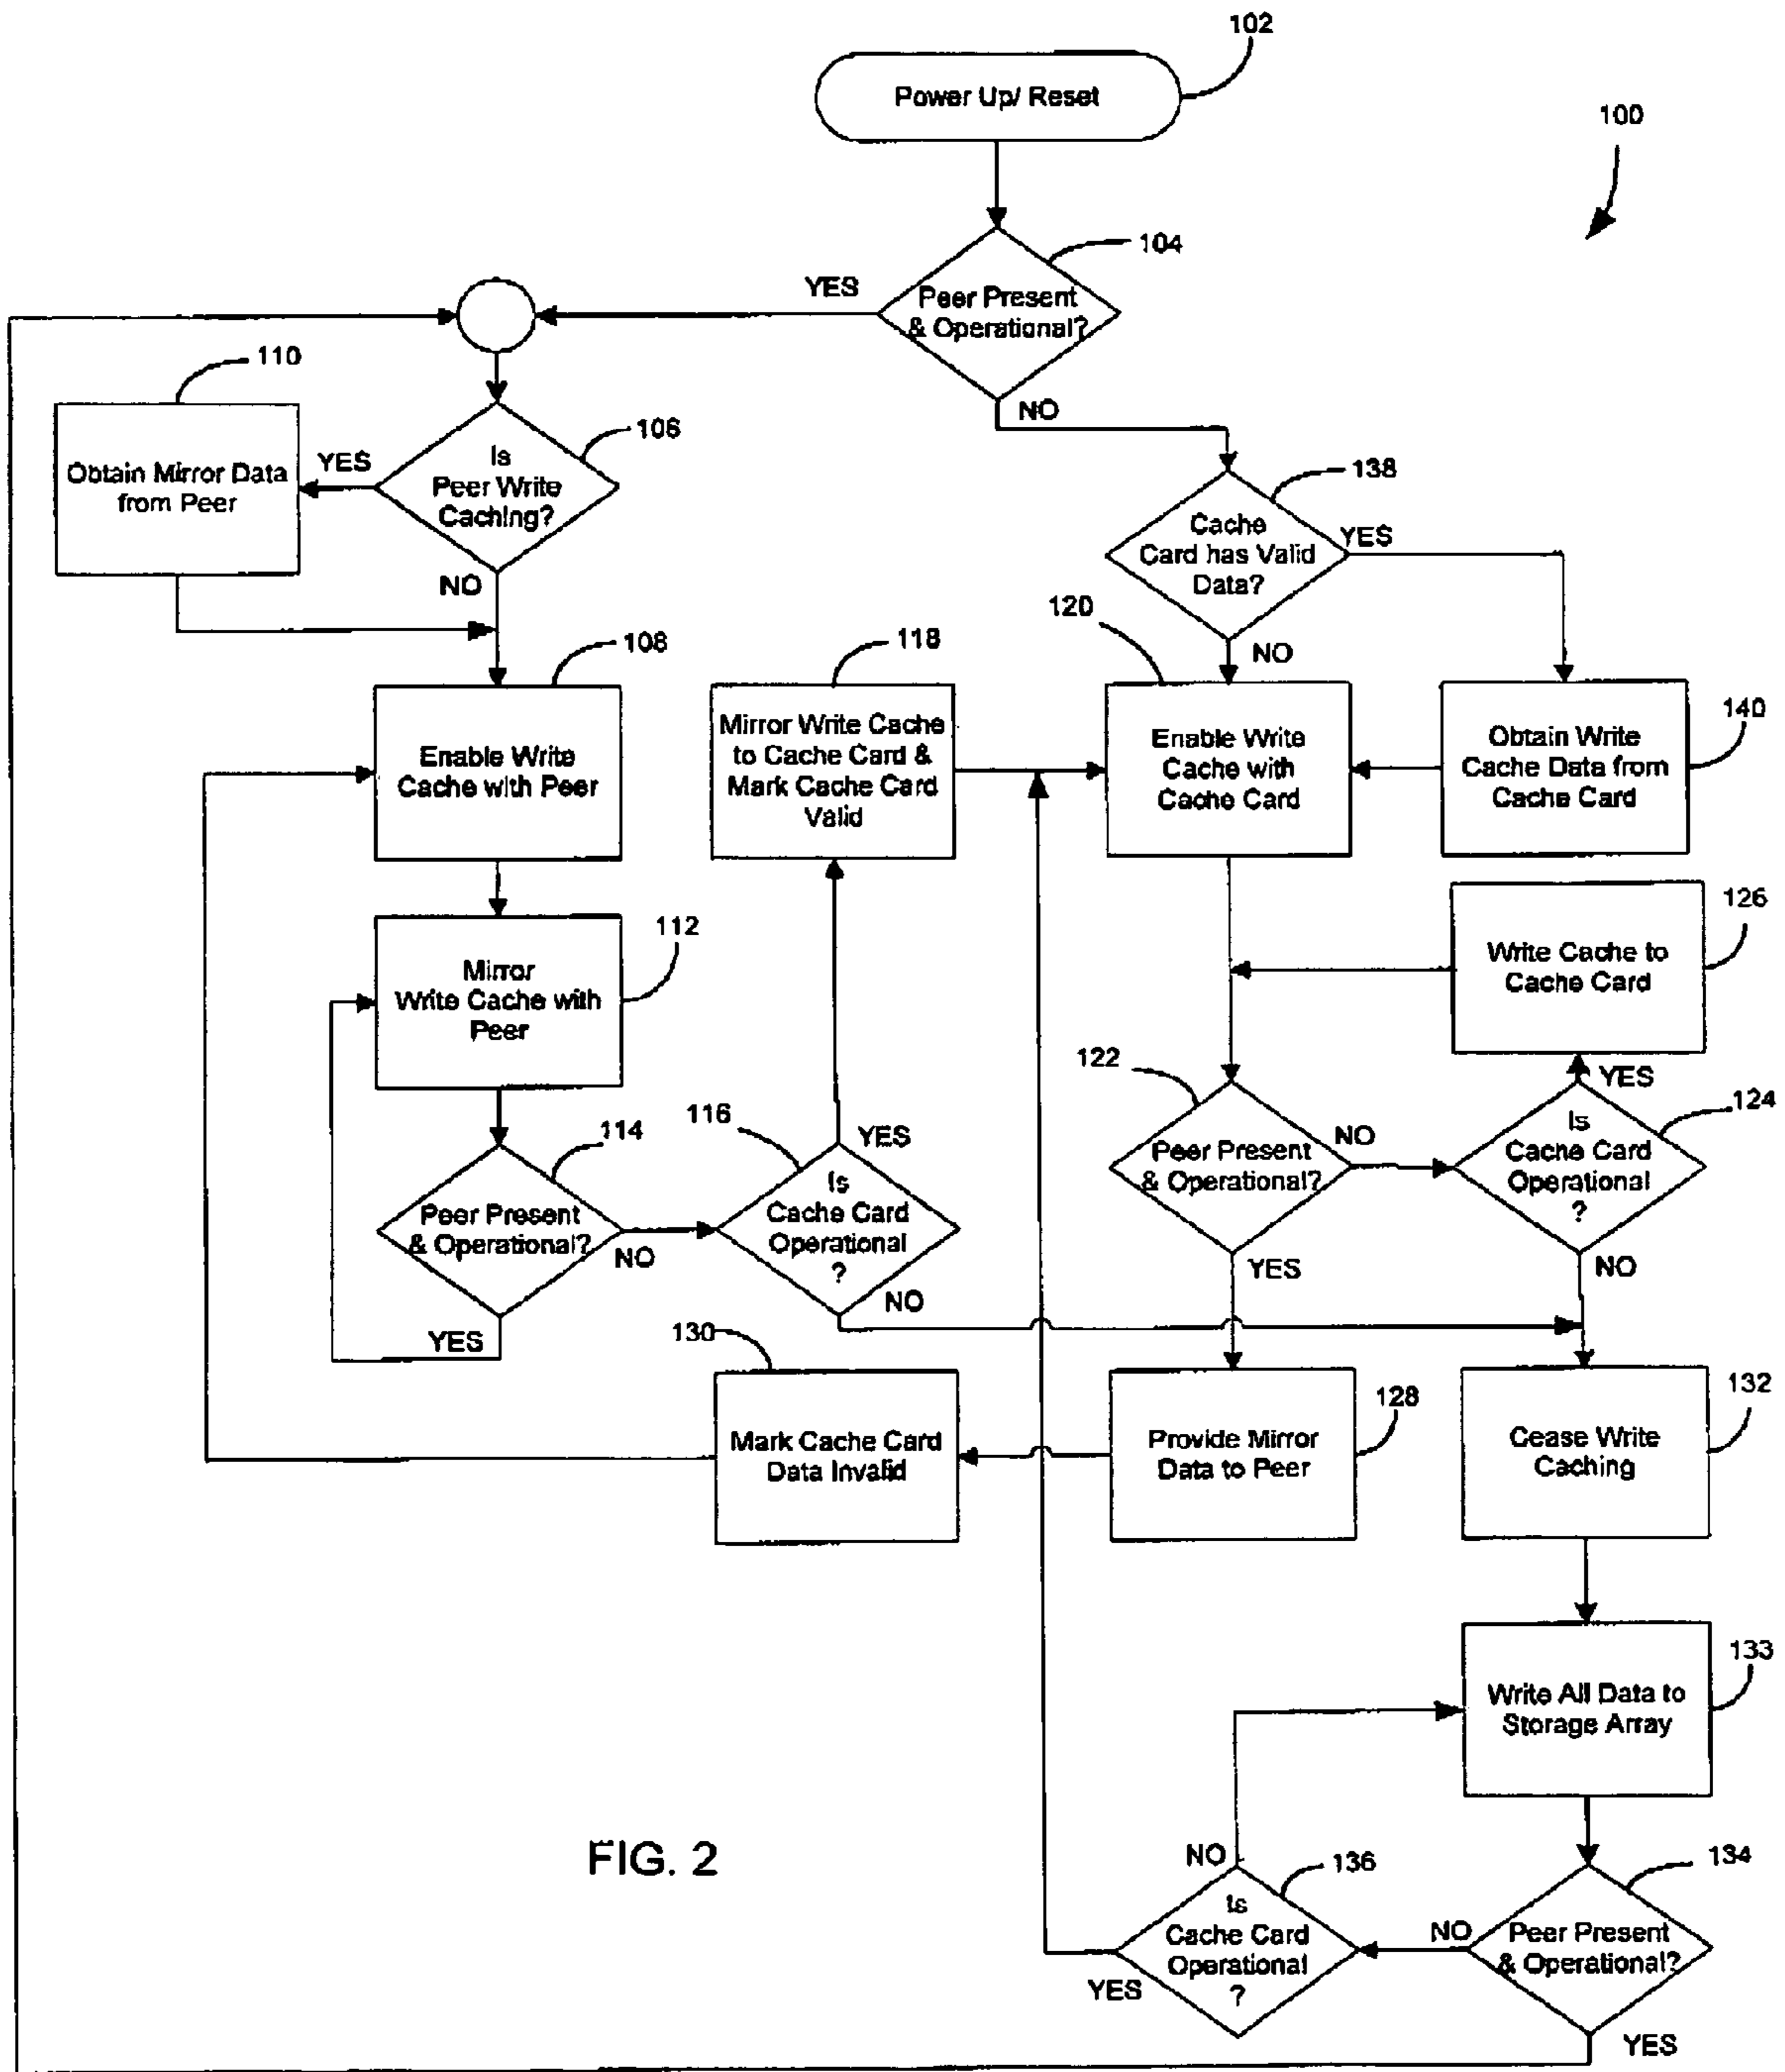 102
Power Up/ Reset
100
104
YES
Peer Present
& Operational?
NO
110
106
Is
Peer Write
Caching?
YES
NO
Obtain Mirror Data
from Peer
138
Cache
Card has Valid
Data?
YES
NO
108
Enable Write
Cache with Peer
118
Mirror Write Cache
to Cache Card &
Mark Cache Card
Valid
120
Enable Write
Cache with
Cache Card
140
Obtain Write
Cache Data from
Cache Card
112
Mirror
Write Cache with
Peer
126
Write Cache to
Cache Card
114
Peer Present
& Operational?
NO
YES
116
Is
Cache Card
Operational
?
YES
NO
122
Peer Present
& Operational?
NO
YES
124
Is
Cache Card
Operational
?
YES
NO
130
Mark Cache Card
Data Invalid
128
Provide Mirror
Data to Peer
132
Cease Write
Caching
133
Write All Data to
Storage Array
134
Peer Present
& Operational?
NO
YES
136
Is
Cache Card
Operational
?
NO
YES
FIG. 2